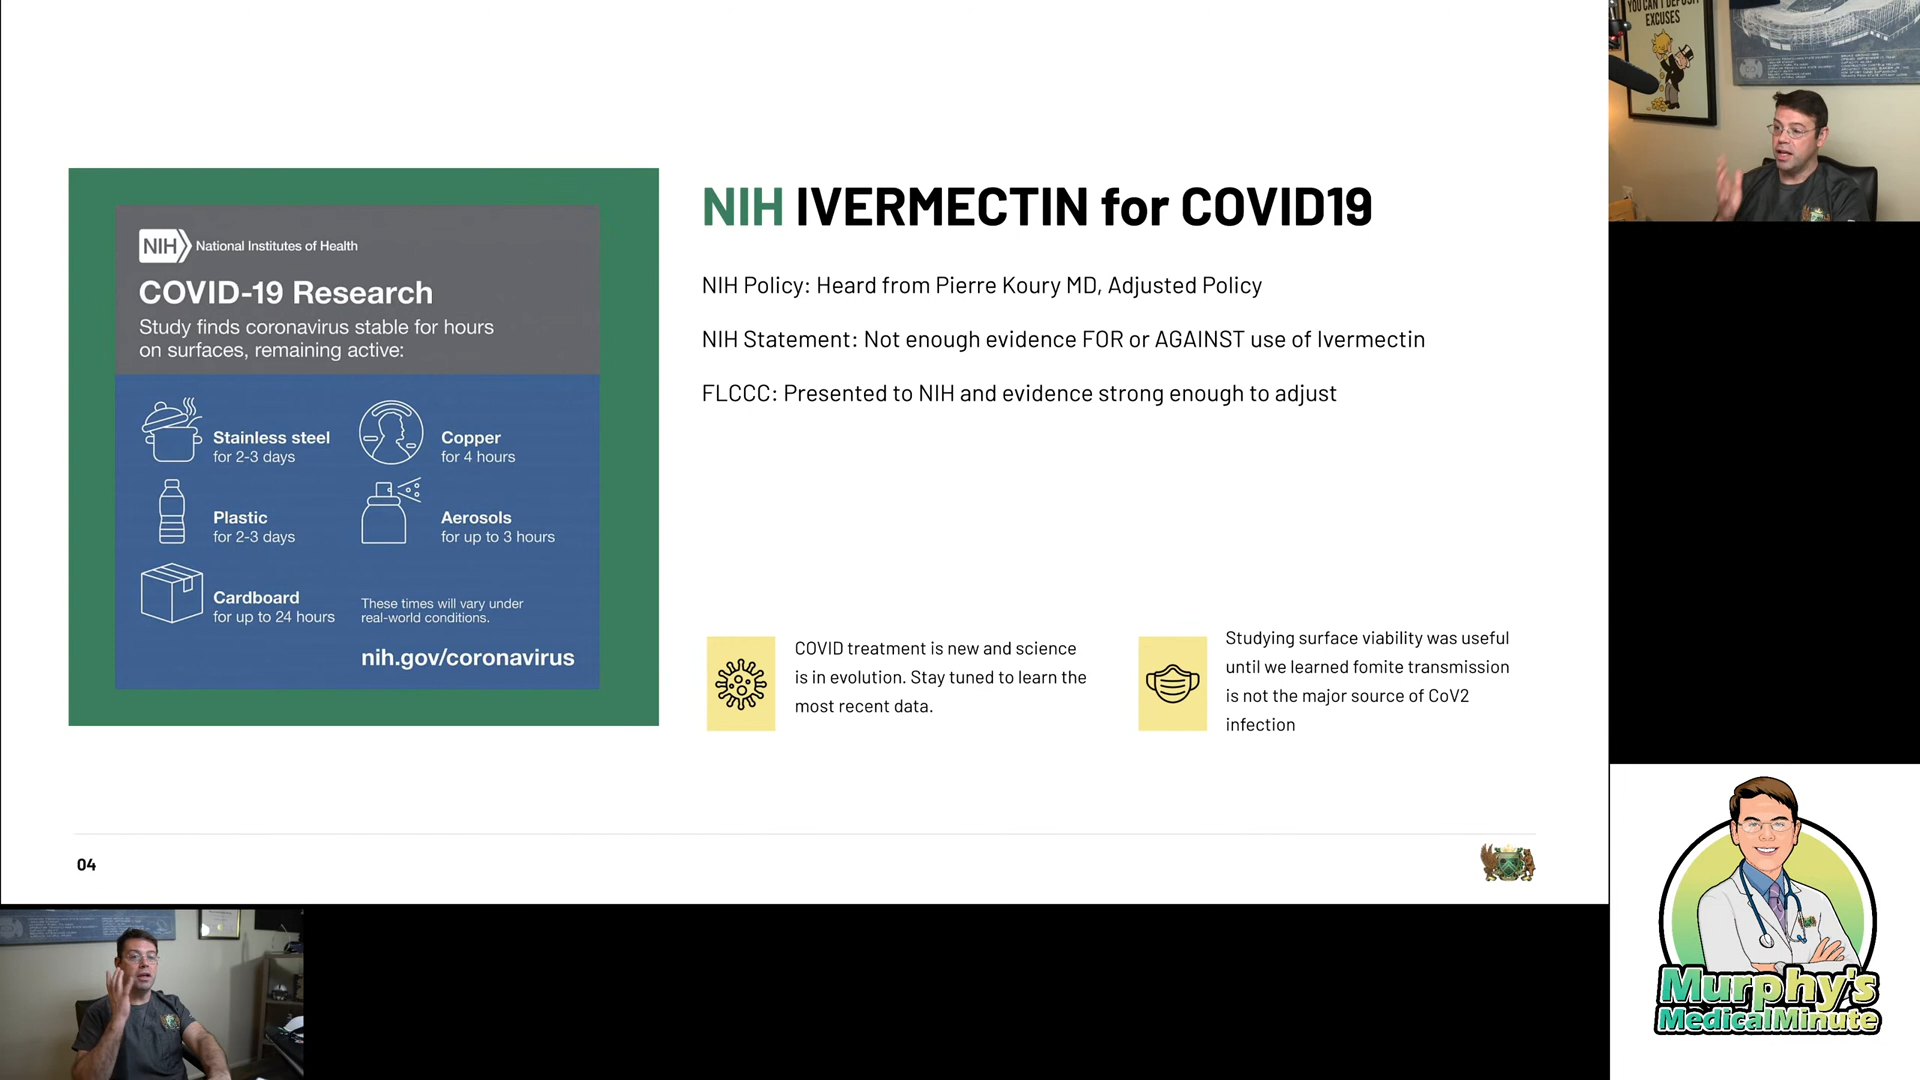 NIH National Institutes of Health
COVID-19 Research
Study finds coronavirus stable for hours
on surfaces, remaining active:
Stainless steel
for 2-3 days
Copper
for 4 hours
Plastic
for 2-3 days
Aerosols
for up to 3 hours
Cardboard
for up to 24 hours
These times will vary under
real-world conditions.
nih.gov/coronavirus
NIH IVERMECTIN for COVID19
NIH Policy: Heard from Pierre Koury MD, Adjusted Policy
NIH Statement: Not enough evidence FOR or AGAINST use of Ivermectin
FLCCC: Presented to NIH and evidence strong enough to adjust
COVID treatment is new and science
is in evolution. Stay tuned to learn the
most recent data.
Studying surface viability was useful
until we learned fomite transmission
is not the major source of CoV2
infection
04
YOU CAN'T DEPOSIT
EXCUSES
Murphy's
MedicalMinute